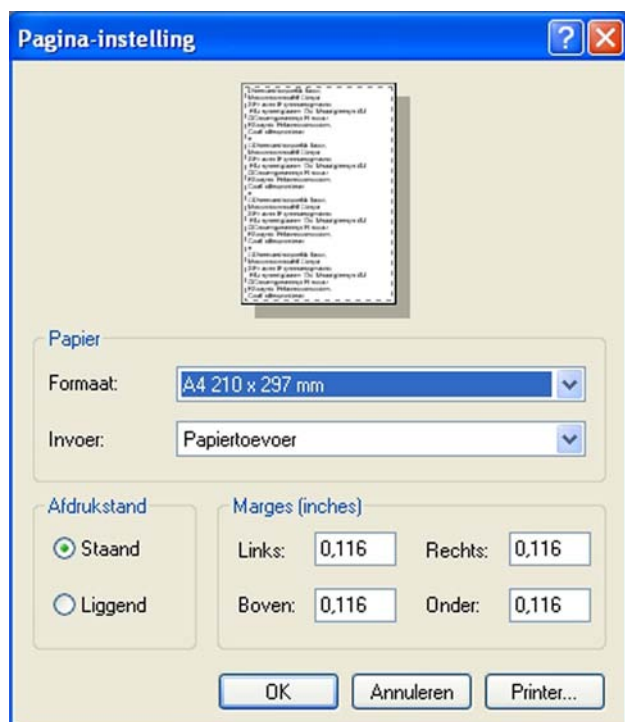 Pagina-instelling
Papier
Formaat: A4 210 x 297 mm
Invoer: Papiertoevoer
Afdrukstand
Staand
Liggend
Marges (inches)
Links: 0,116 Rechts: 0,116
Boven: 0,116 Onder: 0,116
OK Annuleren Printer...